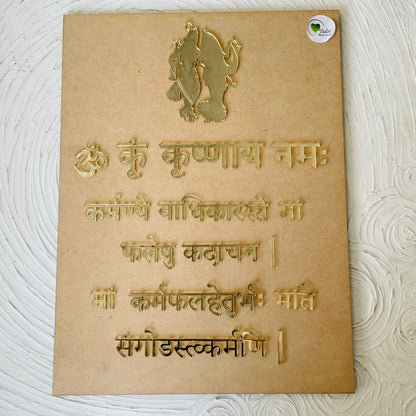 ॐ कृं कृष्णाय नमः
कर्मण्ये वाधिकारस्ते मां
फलेषु कदाचन |
मां कर्मफलहेतुर्भः माते
संगोडस्त्वकर्मणि |